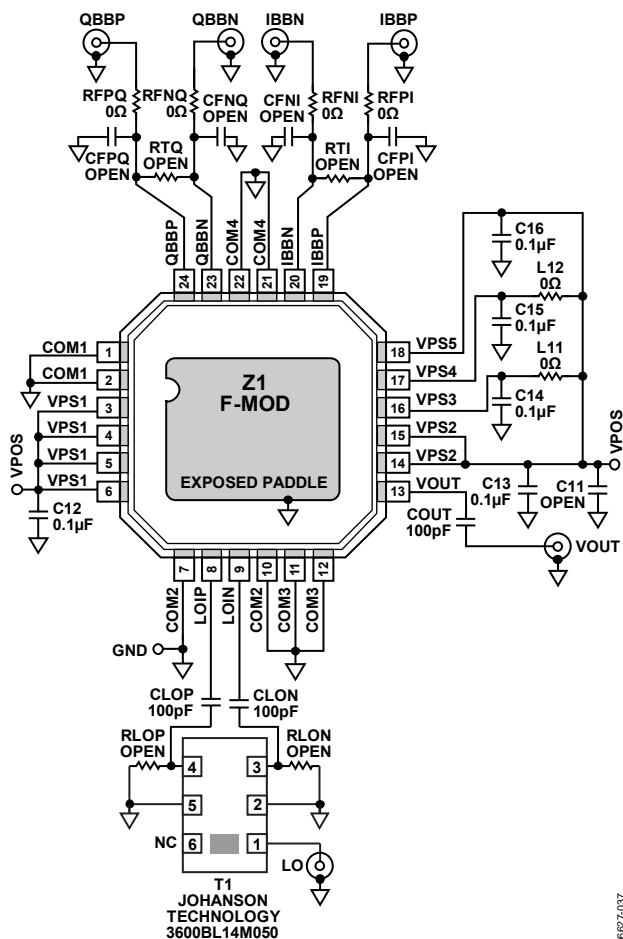 QBBP QBBN IBBN IBBP
RFPQ 0Ω
RFNQ 0Ω
CFNQ OPEN
CFNI OPEN
RFNI 0Ω
RFPI 0Ω
CFPQ OPEN
RTQ OPEN
RTI OPEN
CFPI OPEN
QBBP QBBN COM4 COM4 IBBN IBBP
24 23 22 21 20 19
C16
0.1µF
L12
0Ω
C15
0.1µF
L11
0Ω
C14
0.1µF
COM1 1
COM1 2
VPS1 3
VPS1 4
VPS1 5
VPS1 6
VPOS
C12
0.1µF
Z1
F-MOD
EXPOSED PADDLE
18 VPS5
17 VPS4
16 VPS3
15 VPS2
14 VPS2
13 VOUT
VPOS
C13
0.1µF
C11
OPEN
COUT
100pF
VOUT
7 8 9 10 11 12
COM2 LOIP LOIN COM2 COM3 COM3
GND
CLOP
100pF
CLON
100pF
RLOP
OPEN
RLON
OPEN
4 3
5 2
NC 6 1
LO
T1
JOHANSON
TECHNOLOGY
3600BL14M050
6627-037